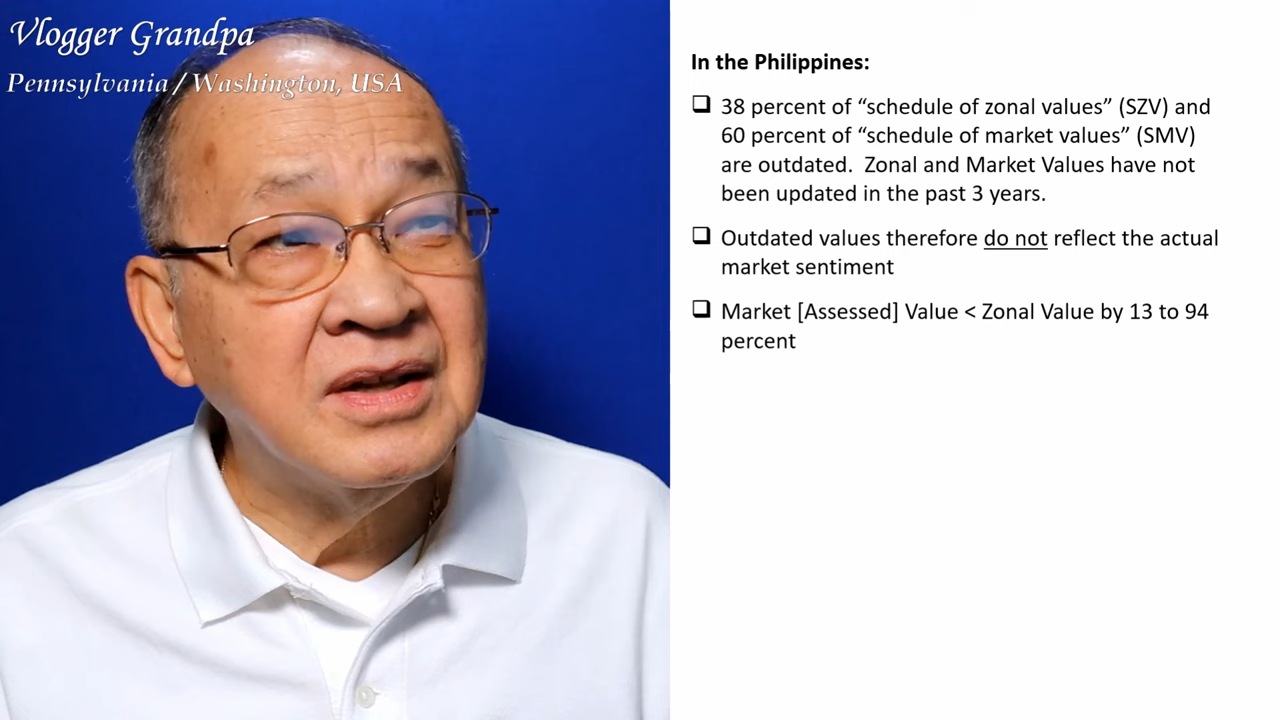 Vlogger Grandpa
Pennsylvania / Washington, USA
In the Philippines:
38 percent of “schedule of zonal values” (SZV) and
60 percent of “schedule of market values” (SMV)
are outdated.  Zonal and Market Values have not
been updated in the past 3 years.
Outdated values therefore do not reflect the actual
market sentiment
Market [Assessed] Value < Zonal Value by 13 to 94
percent